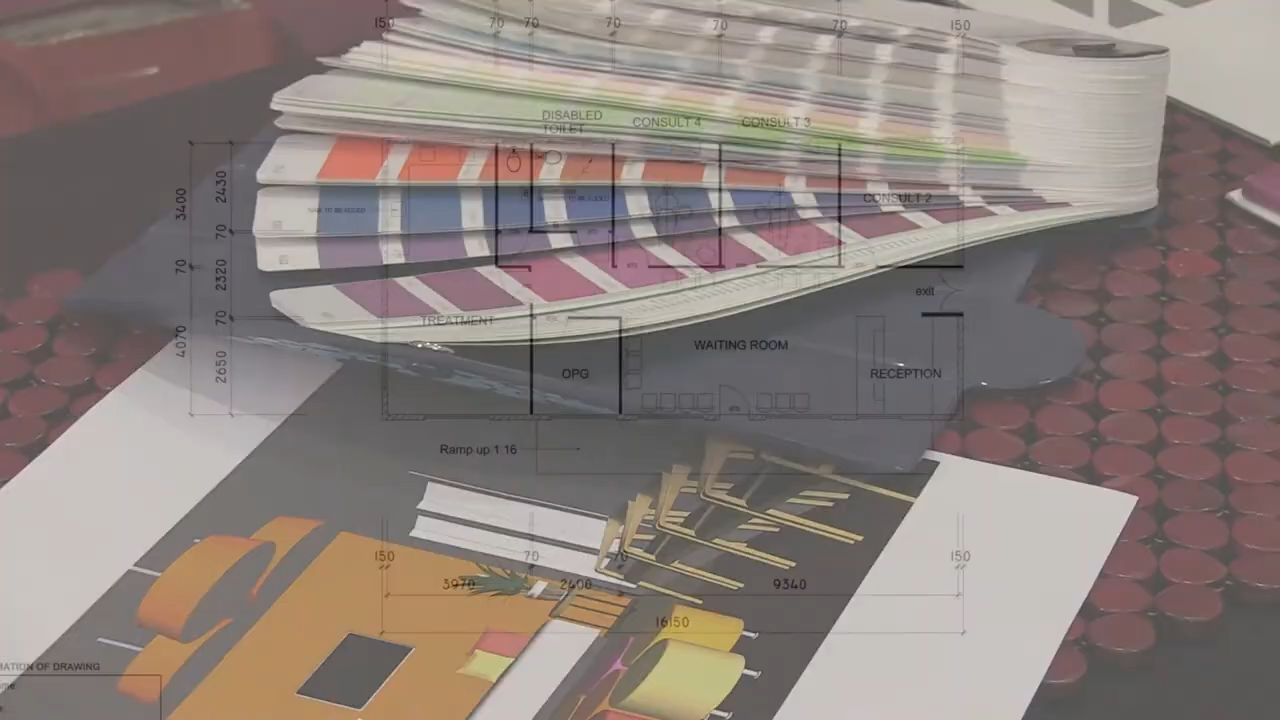 150 70 70 70 70 70 150
DISABLED
TOILET
CONSULT 4
CONSULT 3
CONSULT 2
3400
2430
70
70
2320
70
4070
2650
exit
TREATMENT
WAITING ROOM
OPG
RECEPTION
Ramp up 1 16
150 70 70 150
3970 2400 9340
16150
MATION OF DRAWING